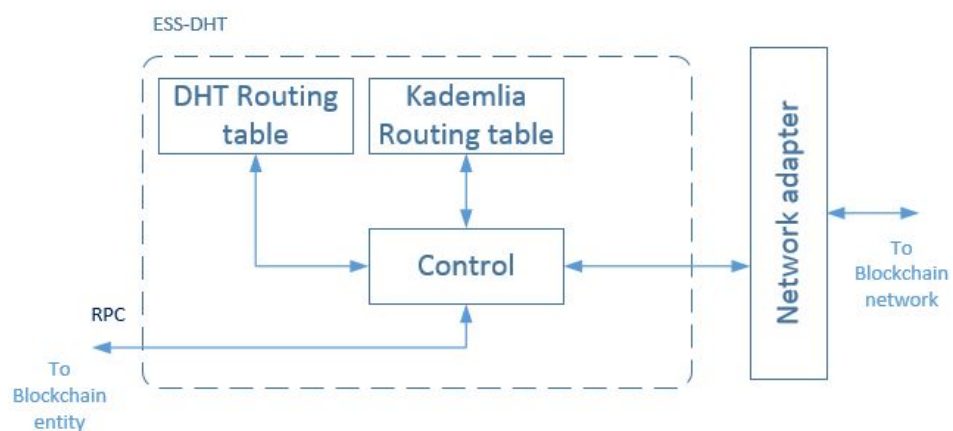 ESS-DHT
DHT Routing
table
Kademlia
Routing table
Network adapter
Control
To
Blockchain
network
RPC
To
Blockchain
entity